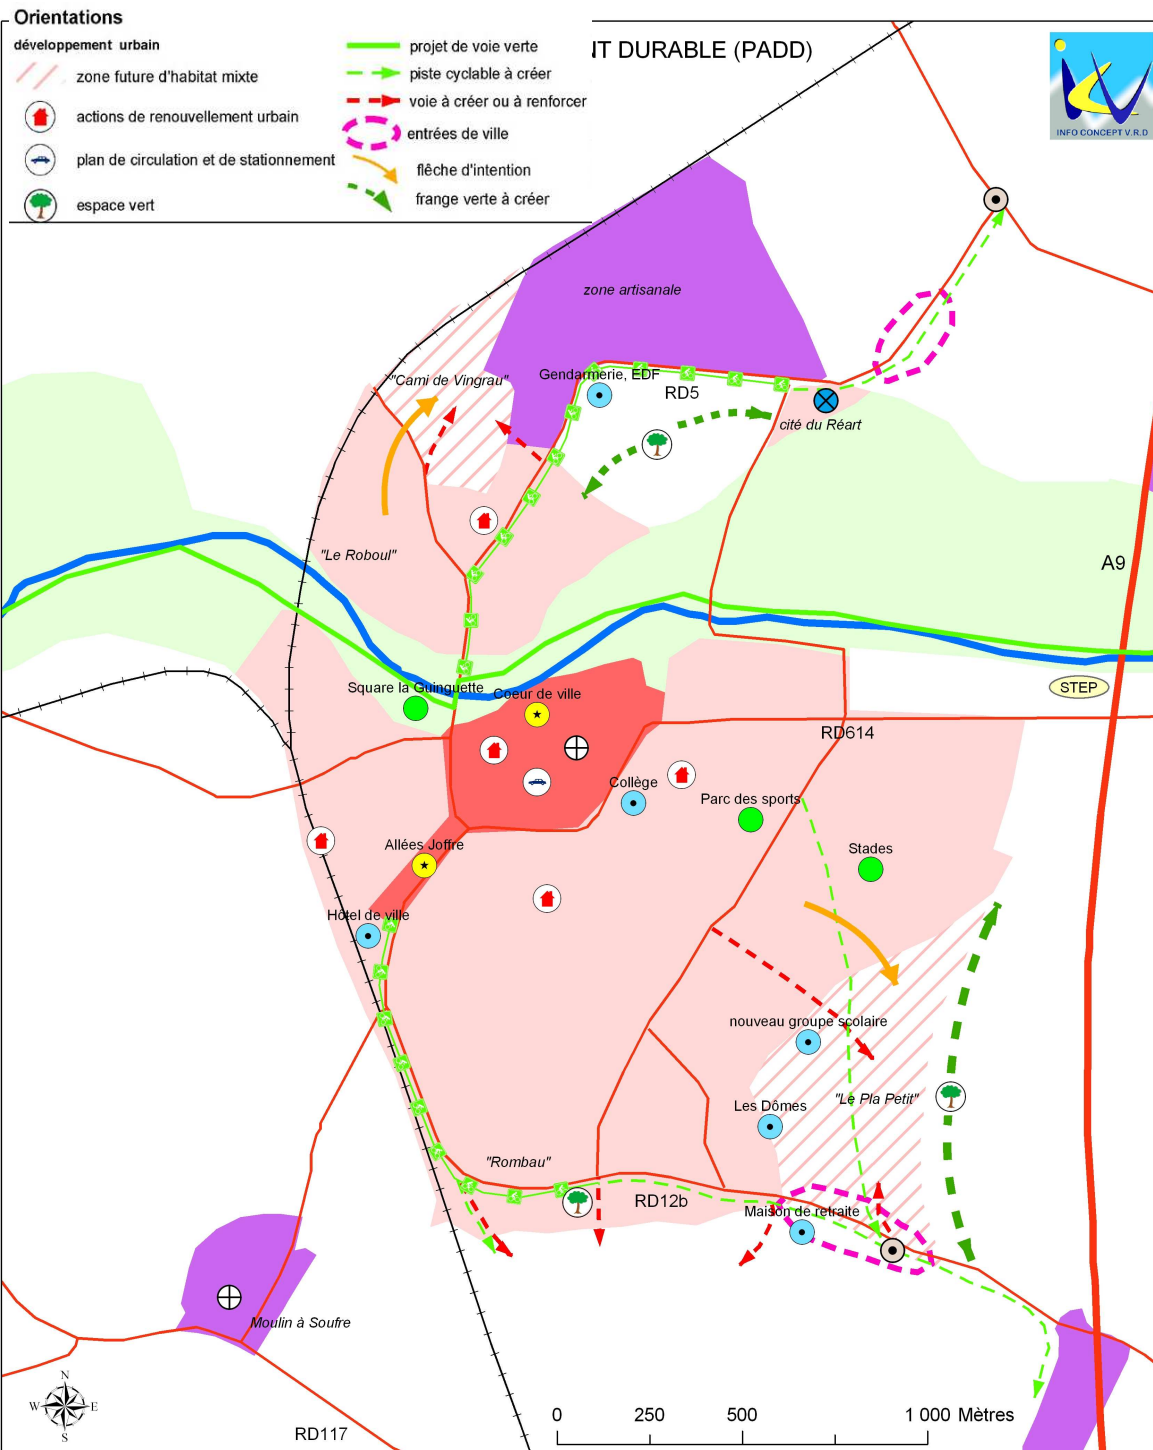 Orientations
développement urbain
zone future d'habitat mixte
actions de renouvellement urbain
plan de circulation et de stationnement
espace vert
projet de voie verte
piste cyclable à créer
voie à créer ou à renforcer
entrées de ville
flêche d'intention
frange verte à créer
NT DURABLE (PADD)
INFO CONCEPT V.R.D
zone artisanale
"Cami de Vingrau"
Gendarmerie, EDF
RD5
cité du Réart
"Le Roboul"
A9
Square la Guinguette
Coeur de ville
STEP
RD614
Collège
Parc des sports
Allées Joffre
Stades
Hôtel de ville
nouveau groupe scolaire
Les Dômes
"Le Pla Petit"
"Rombau"
RD12b
Maison de retraite
Moulin à Soufre
N
W E
S
RD117
0 250 500 1 000 Mètres